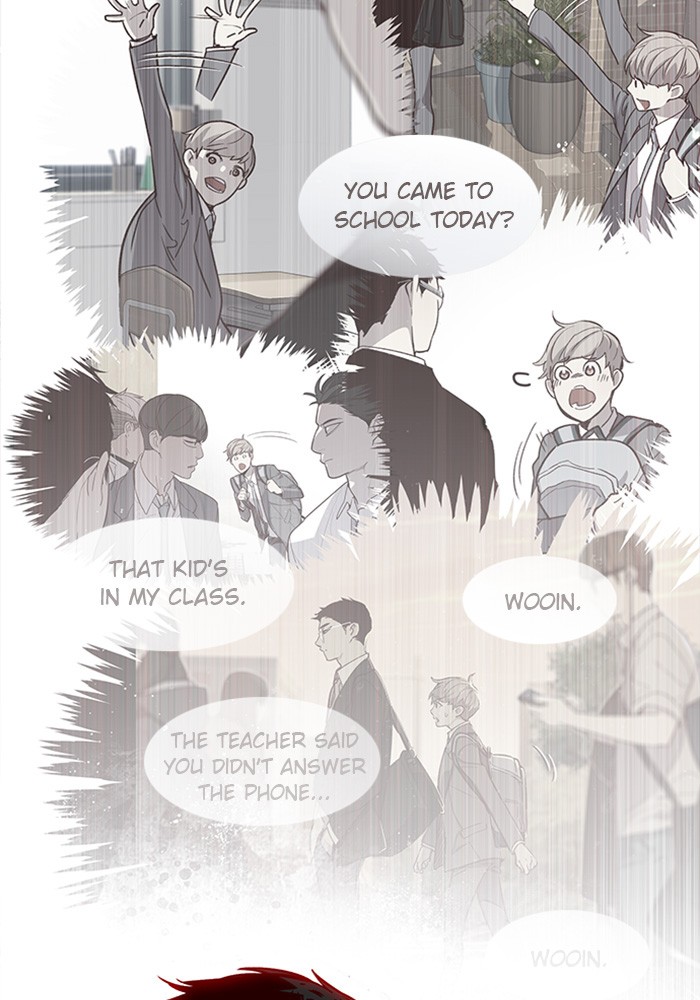 YOU CAME TO
SCHOOL TODAY?
THAT KID'S
IN MY CLASS.
WOOIN.
THE TEACHER SAID
YOU DIDN'T ANSWER
THE PHONE...
WOOIN.